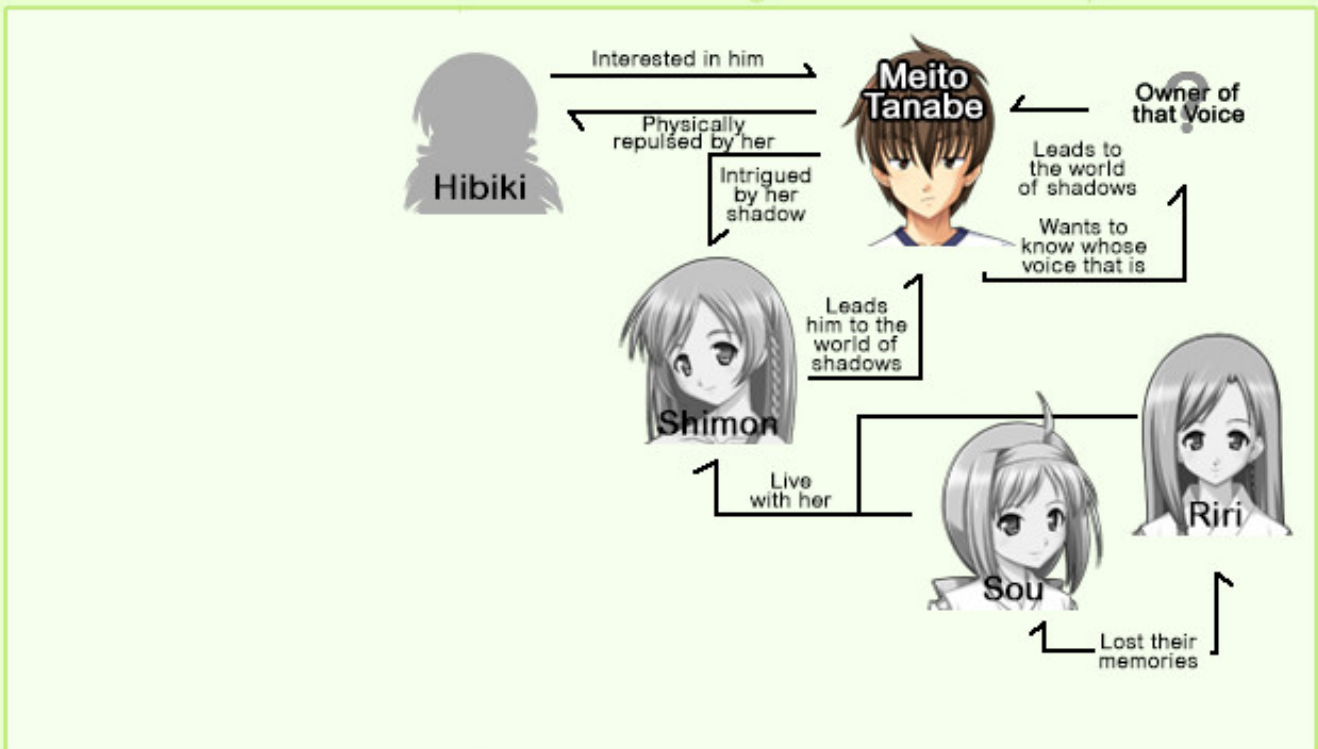 Interested in him
Meito
Tanabe
Owner of
that Voice
?
Physically
repulsed by her
Hibiki
Intrigued
by her
shadow
Leads to
the world
of shadows
Wants to
know whose
voice that is
Leads
him to the
world of
shadows
Shimon
Live
with her
Riri
Sou
Lost their
memories